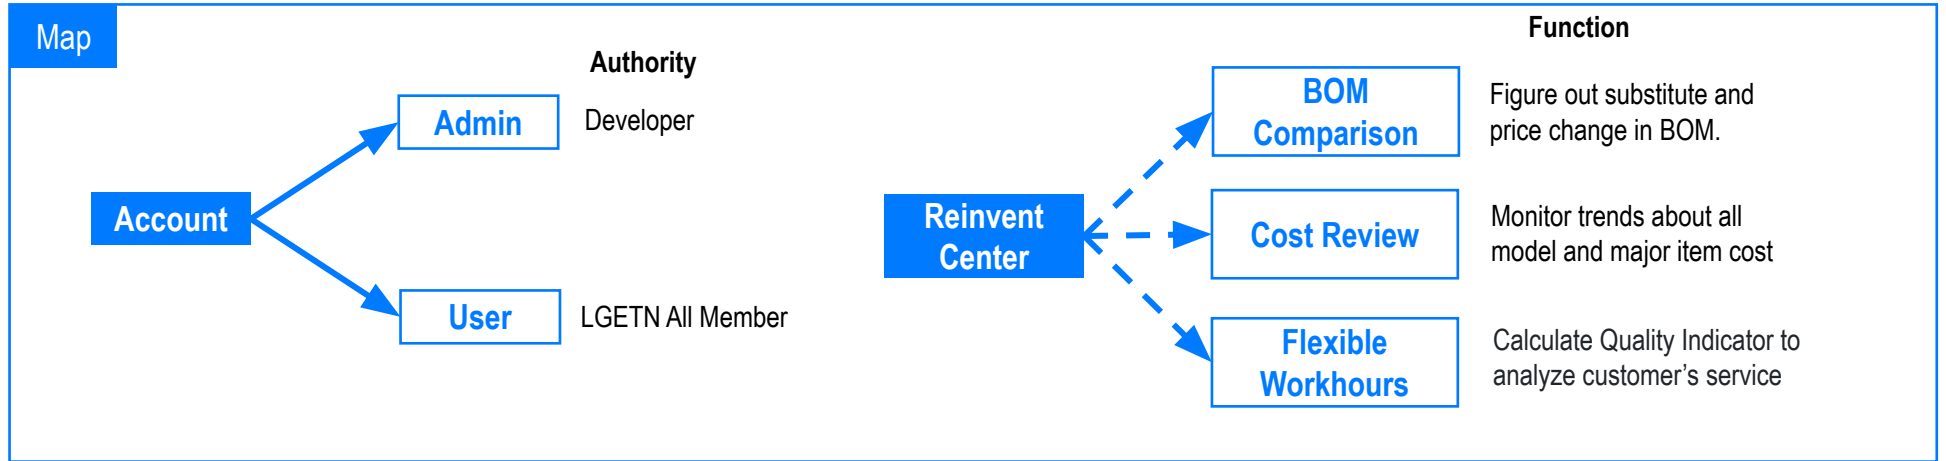 Map
Authority
Admin
Developer
Account
User
LGETN All Member
Function
BOM
Comparison
Figure out substitute and
price change in BOM.
Reinvent
Center
Cost Review
Monitor trends about all
model and major item cost
Flexible
Workhours
Calculate Quality Indicator to
analyze customer’s service